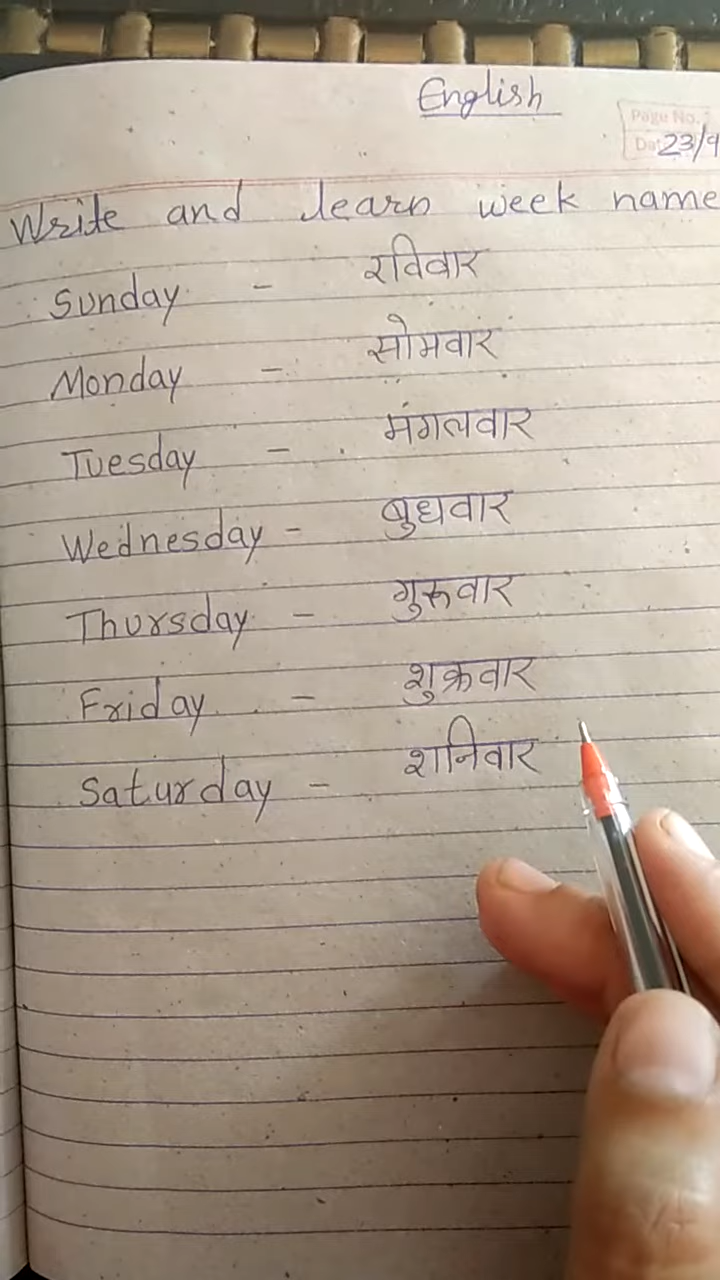 English
Page No.
Date 23/9
Write and learn week name
Sunday - रविवार
Monday - सोमवार
Tuesday - मंगलवार
Wednesday - बुधवार
Thursday - गुरूवार
Friday - शुक्रवार
Saturday - शनिवार